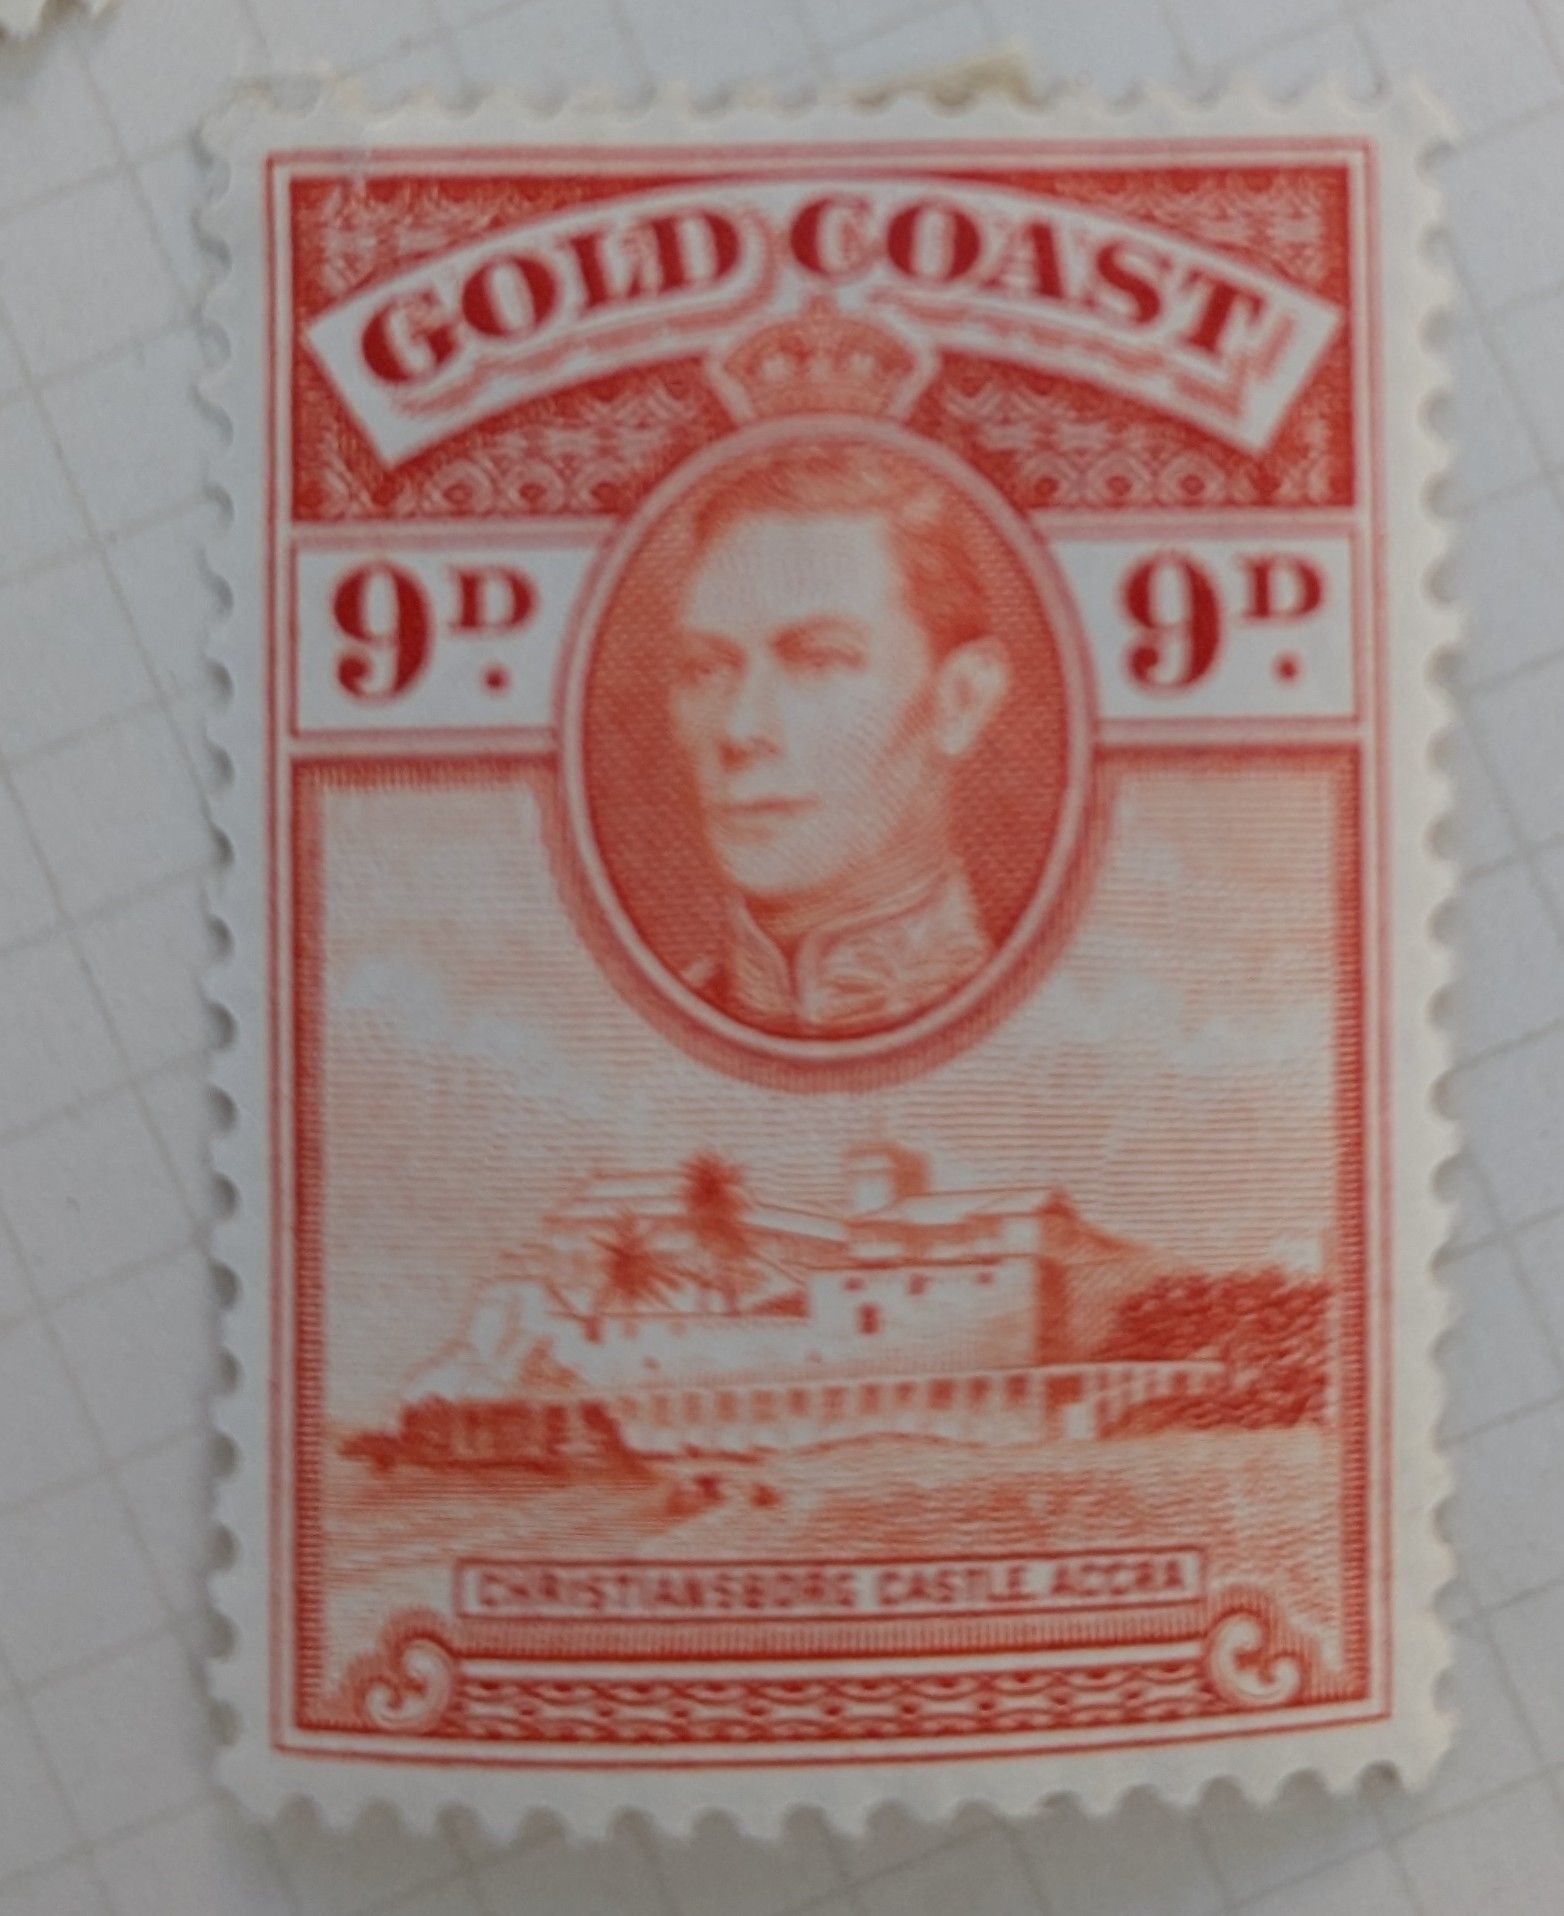 GOLD COAST
9D. 9D.
CHRISTIANSBORG CASTLE, ACCRA